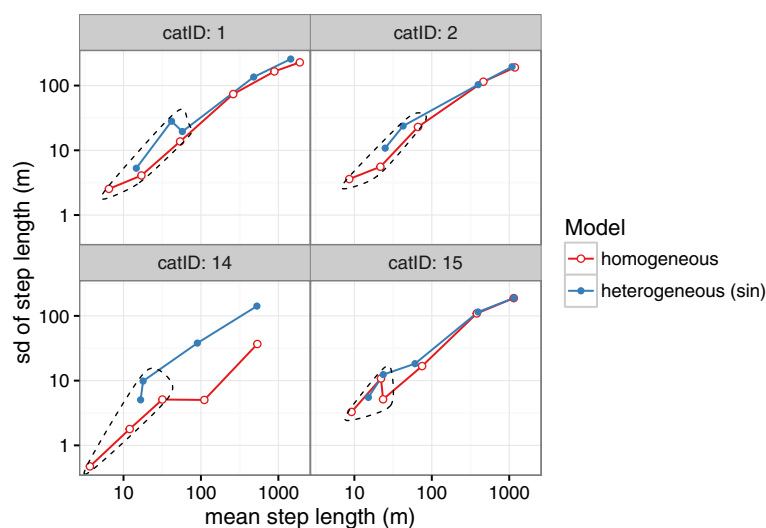 catID: 1
catID: 2
100
10
1
catID: 14
catID: 15
100
10
1
sd of step length (m)
10
100
1000
10
100
1000
mean step length (m)
Model
homogeneous
heterogeneous (sin)